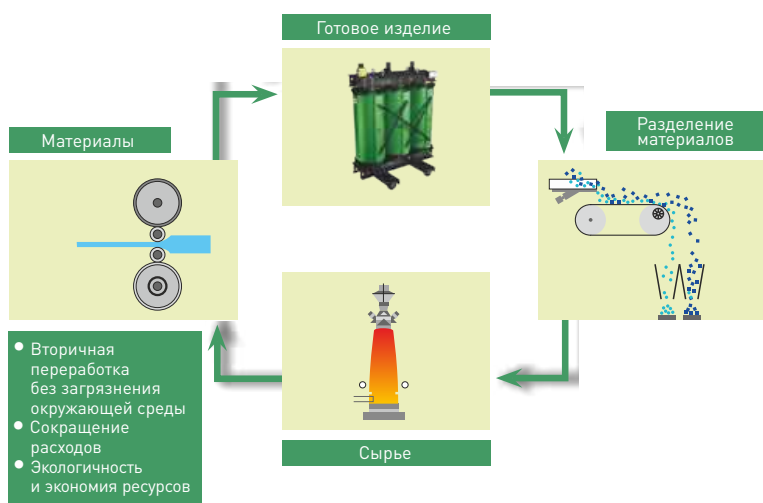 Готовое изделие
Материалы
Разделение
материалов
Вторичная
переработка
без загрязнения
окружающей среды
Сокращение
расходов
Экологичность
и экономия ресурсов
Сырье